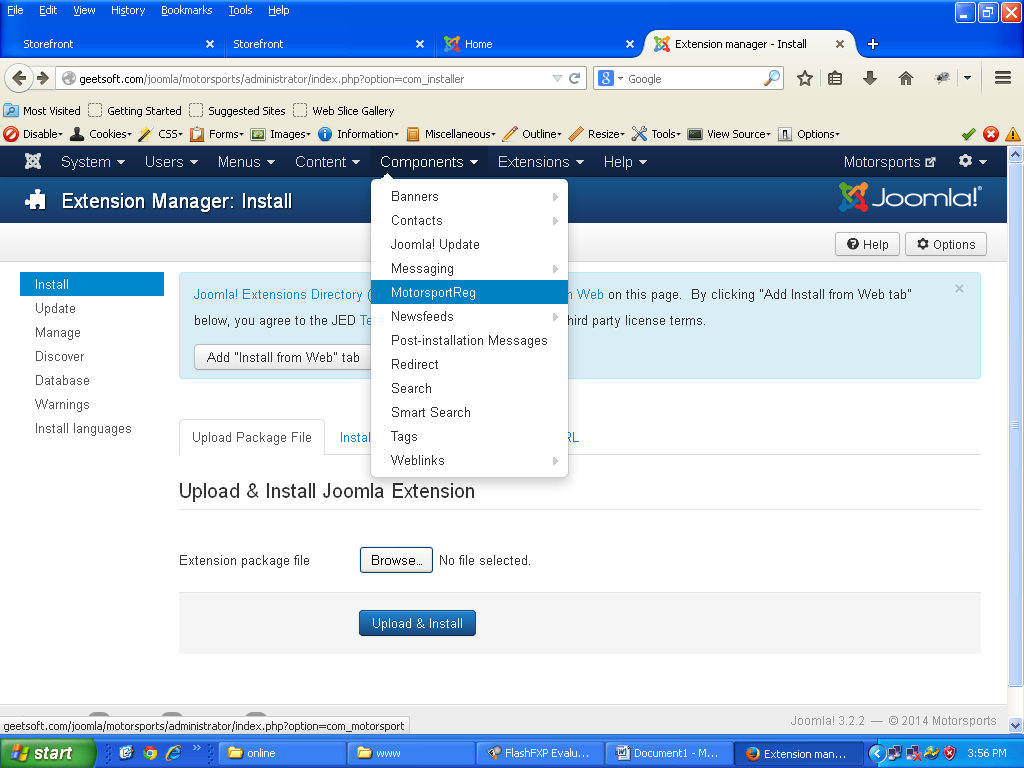 File Edit View History Bookmarks Tools Help
Storefront × Storefront × Home × Extension manager - Install × +
geetsoft.com/joomla/motorsports/administrator/index.php?option=com_installer Google
Most Visited Getting Started Suggested Sites Web Slice Gallery
Disable Cookies CSS Forms Images Information Miscellaneous Outline Resize Tools View Source Options
System Users Menus Content Components Extensions Help Motorsports
Extension Manager: Install Joomla!
Help Options
Install
Update
Manage
Discover
Database
Warnings
Install languages
Banners
Contacts
Joomla! Update
Messaging
MotorsportReg
Newsfeeds
Post-installation Messages
Redirect
Search
Smart Search
Tags
Weblinks
Joomla! Extensions Directory ( Web on this page. By clicking "Add Install from Web tab" ×
below, you agree to the JED hird party license terms.
Add "Install from Web" tab
Upload Package File Instal RL
Upload & Install Joomla Extension
Extension package file Browse... No file selected.
Upload & Install
Joomla! 3.2.2 — © 2014 Motorsports
geetsoft.com/joomla/motorsports/administrator/index.php?option=com_motorsport
start online www FlashFXP Evalu... Document1 - M... Extension man... 3:56 PM